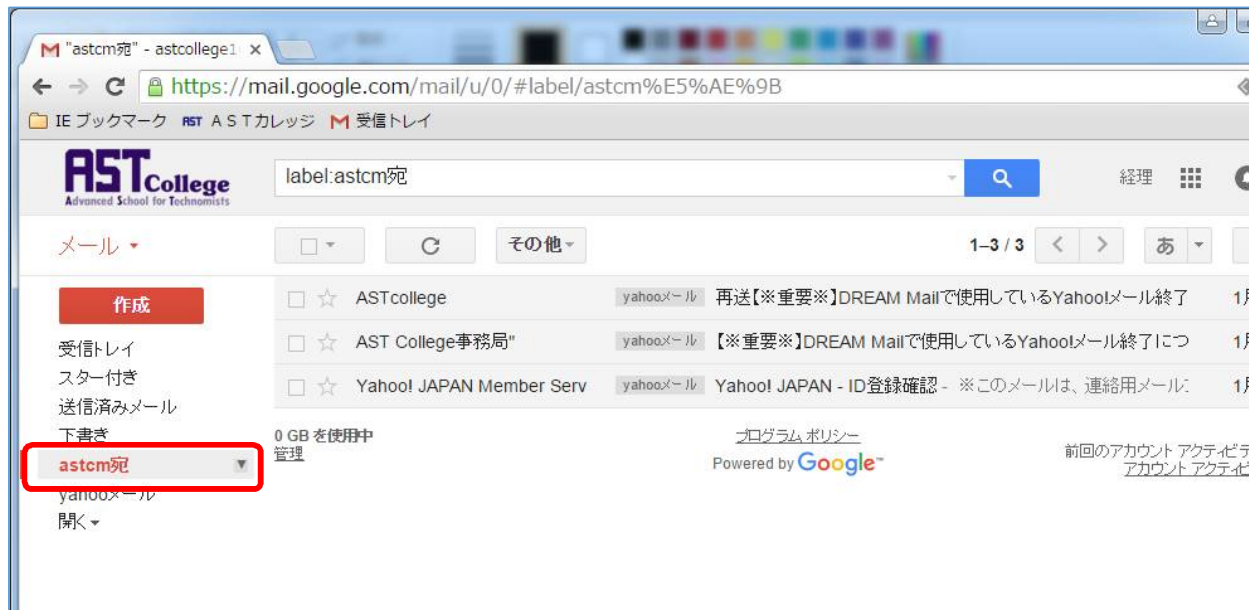 "astcm宛" - astcollege1
https://mail.google.com/mail/u/0/#label/astcm%E5%AE%9B
IE ブックマーク AST ASTカレッジ 受信トレイ
AST College
Advanced School for Technomists
label:astcm宛
経理
メール
その他
1–3 / 3
あ
作成
ASTcollege yahooメール 再送【※重要※】DREAM Mailで使用しているYahoo!メール終了 1月
AST College事務局" yahooメール 【※重要※】DREAM Mailで使用しているYahoo!メール終了につ 1月
Yahoo! JAPAN Member Serv yahooメール Yahoo! JAPAN - ID登録確認 - ※このメールは、連絡用メール 1月
受信トレイ
スター付き
送信済みメール
下書き
astcm宛
yahooメール
開く
0 GB を使用中
管理
プログラム ポリシー
Powered by Google™
前回のアカウント アクティビテ
アカウント アクティビ